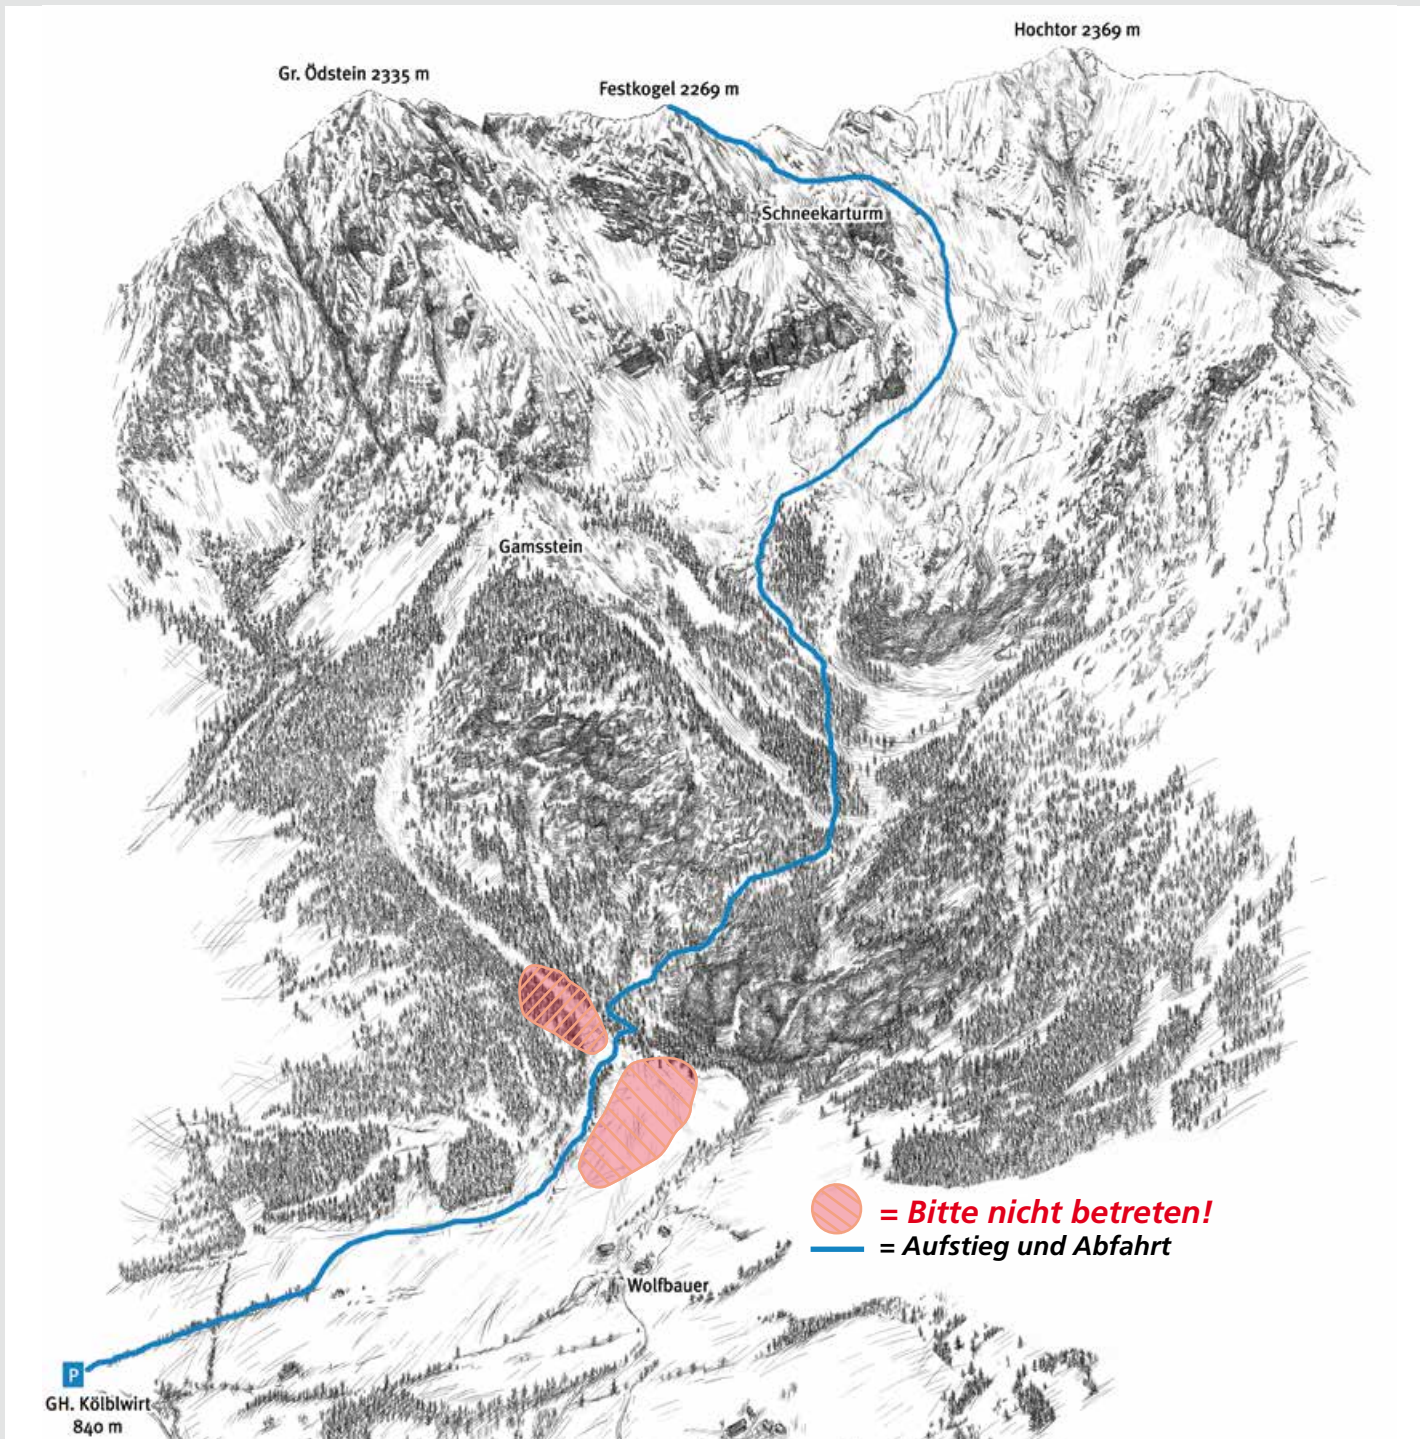 Hochtor 2369 m
Gr. Ödstein 2335 m
Festkogel 2269 m
Schneekarturm
Gamsstein
= Bitte nicht betreten!
= Aufstieg und Abfahrt
Wolfbauer
P
GH. Kölblwirt
840 m